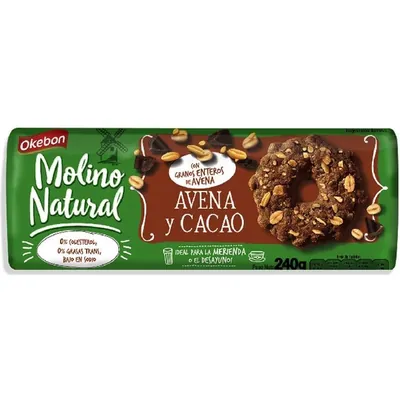 Okebon
Molino
Natural
0% COLESTEROL,
0% GRASAS TRANS,
BAJO EN SODIO
CON
GRANOS ENTEROS
DE AVENA
AVENA
y CACAO
¡IDEAL PARA LA MERIENDA
O EL DESAYUNO!
240g